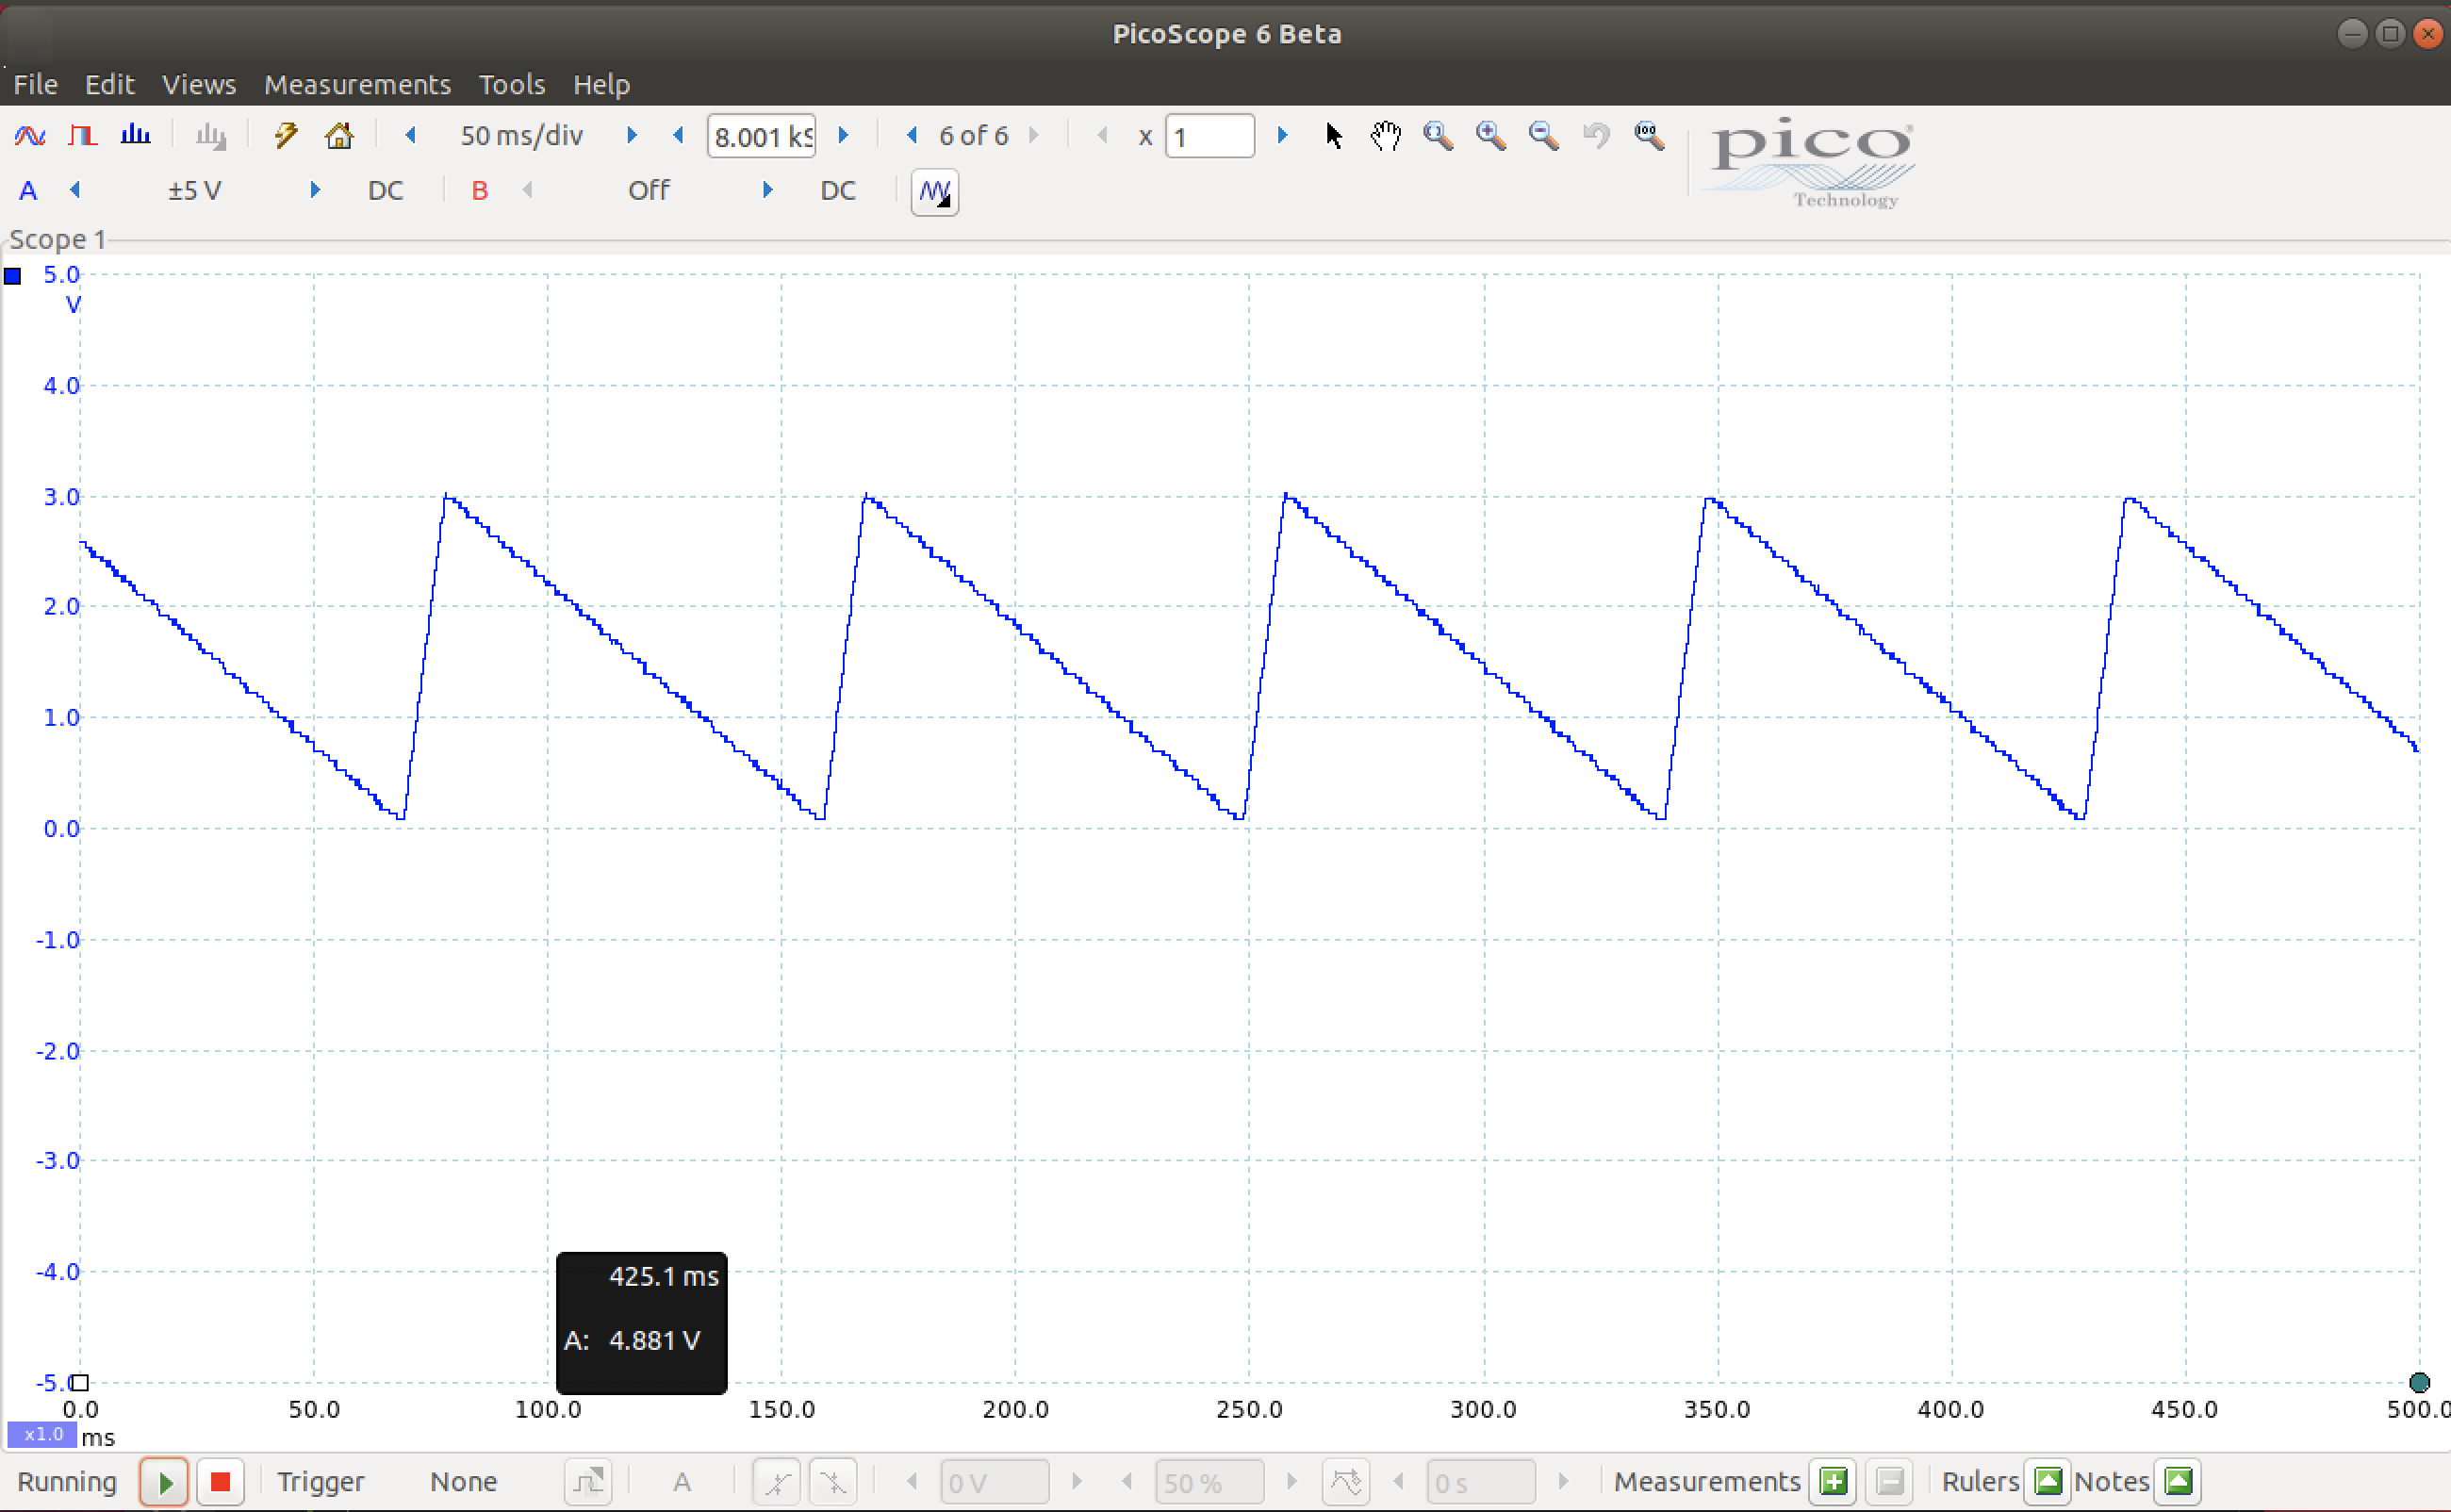 PicoScope 6 Beta
File Edit Views Measurements Tools Help
50 ms/div 8.001 kS 6 of 6 x 1
A ±5 V DC B Off DC
pico
Technology
Scope 1
5.0
V
4.0
3.0
2.0
1.0
0.0
-1.0
-2.0
-3.0
-4.0
425.1 ms
A: 4.881 V
-5.0
0.0 50.0 100.0 150.0 200.0 250.0 300.0 350.0 400.0 450.0 500.0
x1.0 ms
Running Trigger None A 0 V 50 % 0 s Measurements Rulers Notes